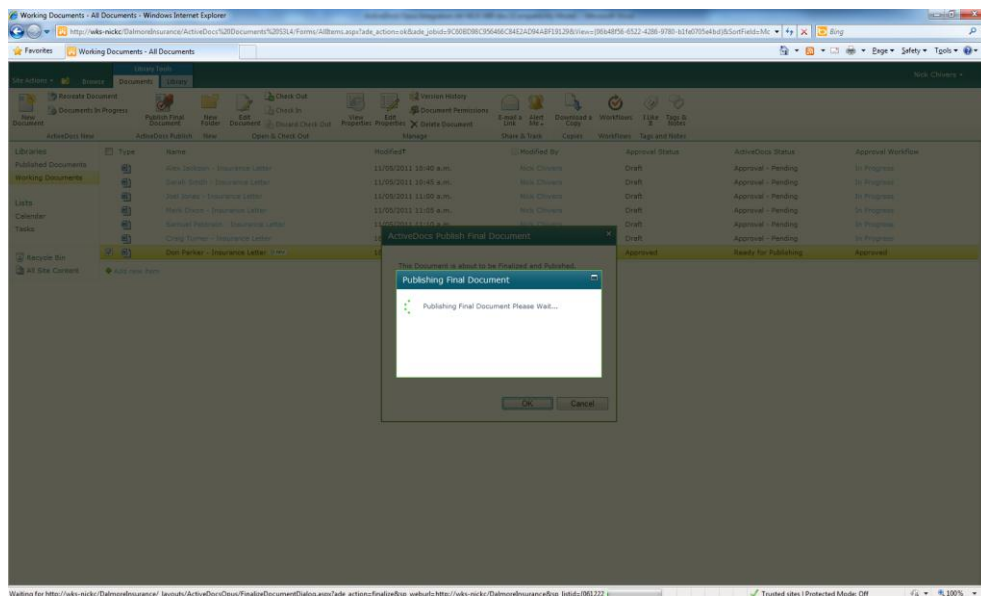 Working Documents - All Documents - Windows Internet Explorer
Bing
Favorites Working Documents - All Documents Page Safety Tools
Library Tools
Site Actions Browse Documents Library Nick Chivers
Recreate Document Check Out Version History
Documents In Progress Check In Document Permissions
New Document Publish Final Document New Folder Edit Document Discard Check Out View Properties Edit Properties Delete Document E-mail a Link Alert Me Download a Copy Workflows I Like It Tags & Notes
ActiveDocs New ActiveDocs Publish New Open & Check Out Manage Share & Track Copies Workflows Tags and Notes
Libraries Type Name Modified Modified By Approval Status ActiveDocs Status Approval Workflow
Published Documents 11/05/2011 10:40 a.m. Nick Chivers Draft Approval - Pending In Progress
Working Documents Sarah Smith - Insurance Letter 11/05/2011 10:45 a.m. Nick Chivers Draft Approval - Pending In Progress
Insurance Letter 11/05/2011 11:00 a.m. Nick Chivers Draft Approval - Pending In Progress
Lists Insurance Letter 11/05/2011 11:05 a.m. Nick Chivers Draft Approval - Pending In Progress
Calendar Insurance Letter Draft Approval - Pending In Progress
Tasks Craig Turner - Insurance Letter Draft Approval - Pending In Progress
Recycle Bin Don Parker - Insurance Letter Approved Ready for Publishing Approved
All Site Content Add new item
ActiveDocs Publish Final Document
This Document is about to be Finalized and Published.
Publishing Final Document
Publishing Final Document Please Wait...
OK Cancel
Trusted sites | Protected Mode: Off 100%